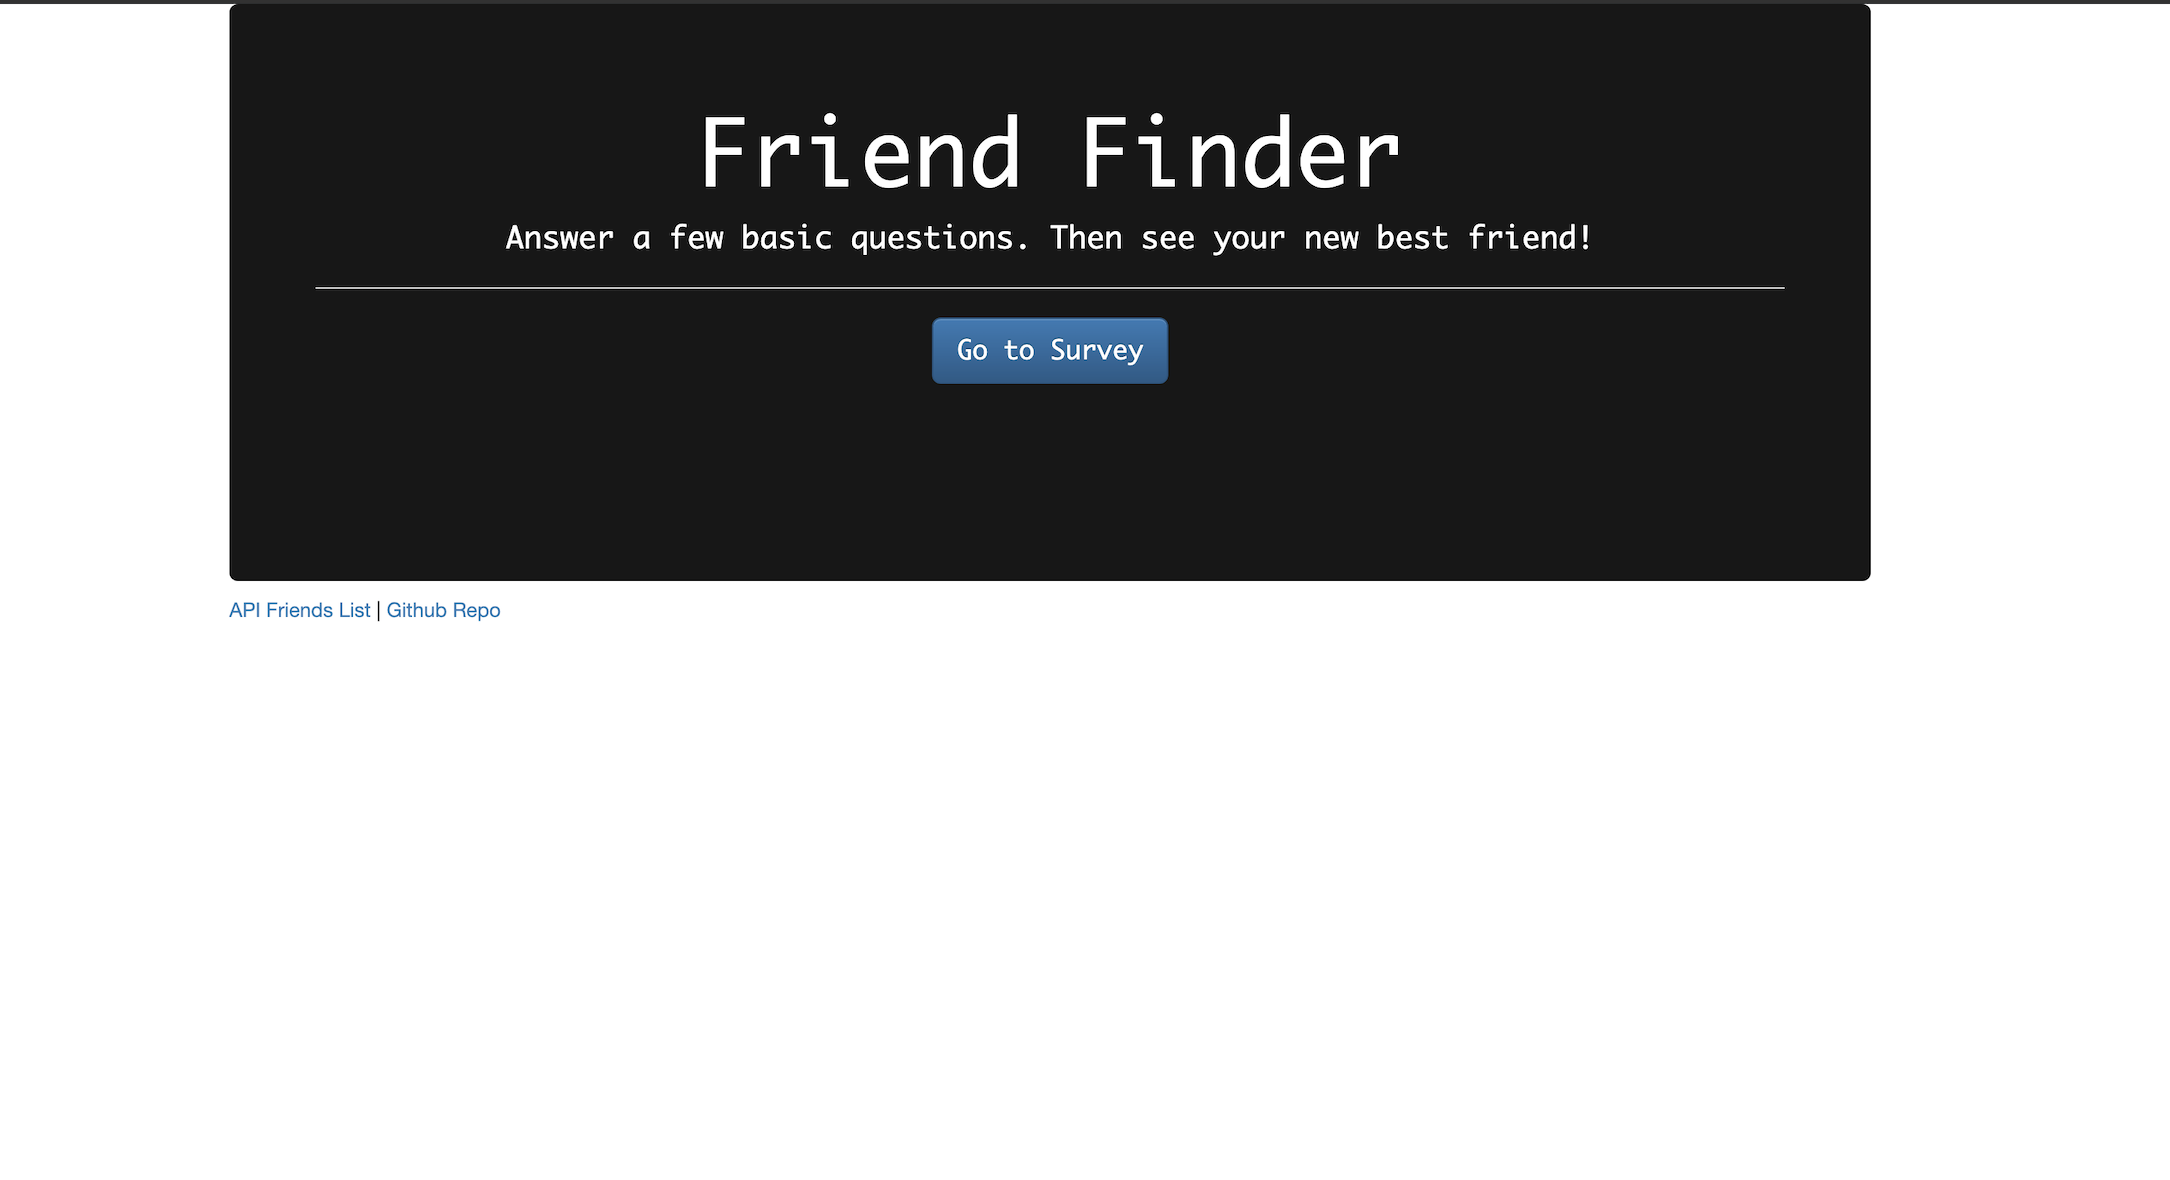 Friend Finder
Answer a few basic questions. Then see your new best friend!
Go to Survey
API Friends List | Github Repo